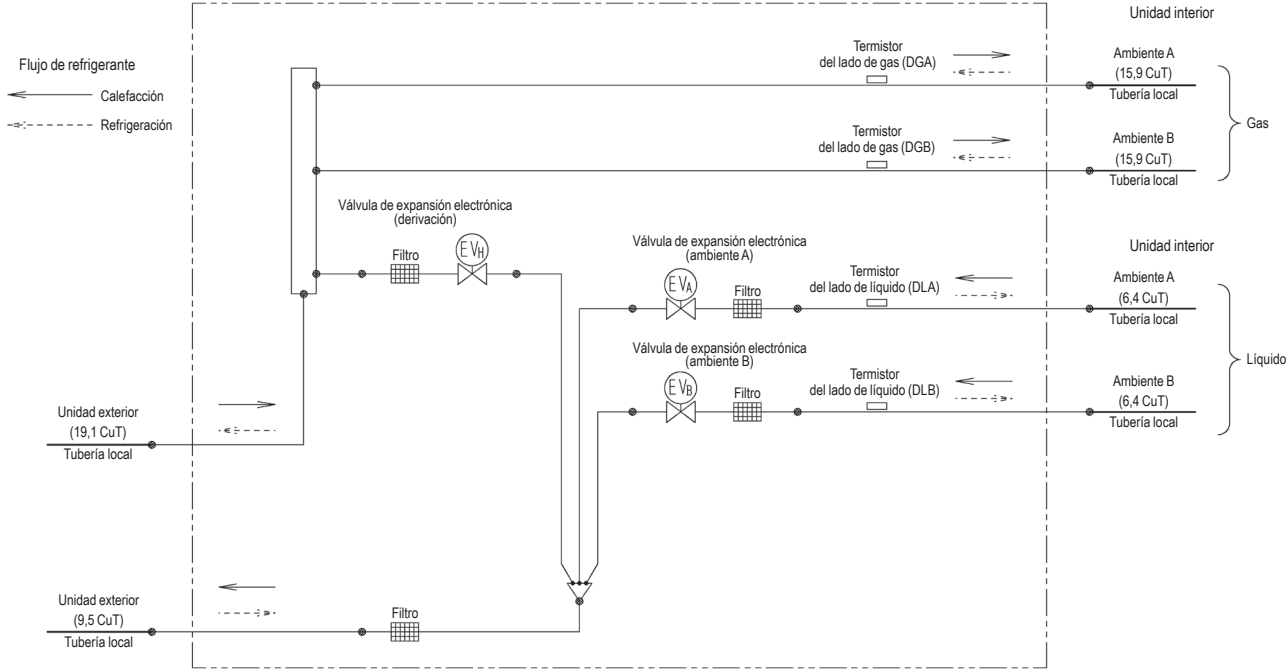 Flujo de refrigerante
Calefacción
Refrigeración
Unidad interior
Termistor
del lado de gas (DGA)
Ambiente A
(15,9 CuT)
Tubería local
Gas
Termistor
del lado de gas (DGB)
Ambiente B
(15,9 CuT)
Tubería local
Válvula de expansión electrónica
(derivación)
Filtro
EVH
Unidad interior
Válvula de expansión electrónica
(ambiente A)
EVA
Filtro
Termistor
del lado de líquido (DLA)
Ambiente A
(6,4 CuT)
Tubería local
Líquido
Válvula de expansión electrónica
(ambiente B)
EVB
Filtro
Termistor
del lado de líquido (DLB)
Ambiente B
(6,4 CuT)
Tubería local
Unidad exterior
(19,1 CuT)
Tubería local
Unidad exterior
(9,5 CuT)
Tubería local
Filtro